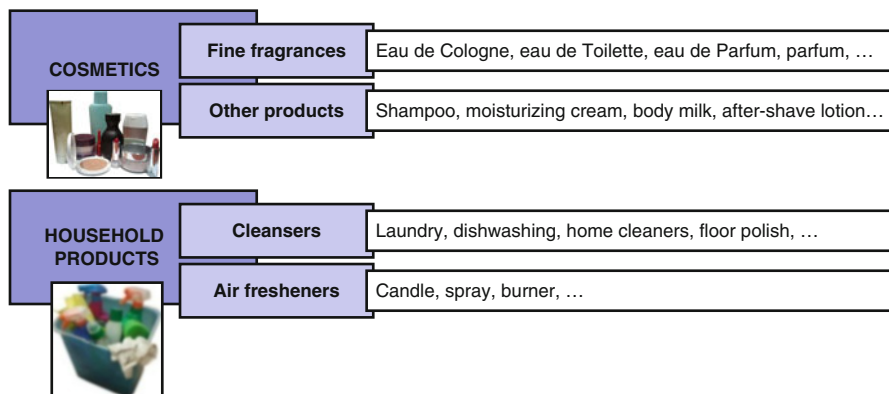 COSMETICS
Fine fragrances
Eau de Cologne, eau de Toilette, eau de Parfum, parfum, …
Other products
Shampoo, moisturizing cream, body milk, after-shave lotion…
HOUSEHOLD
PRODUCTS
Cleansers
Laundry, dishwashing, home cleaners, floor polish, …
Air fresheners
Candle, spray, burner, …